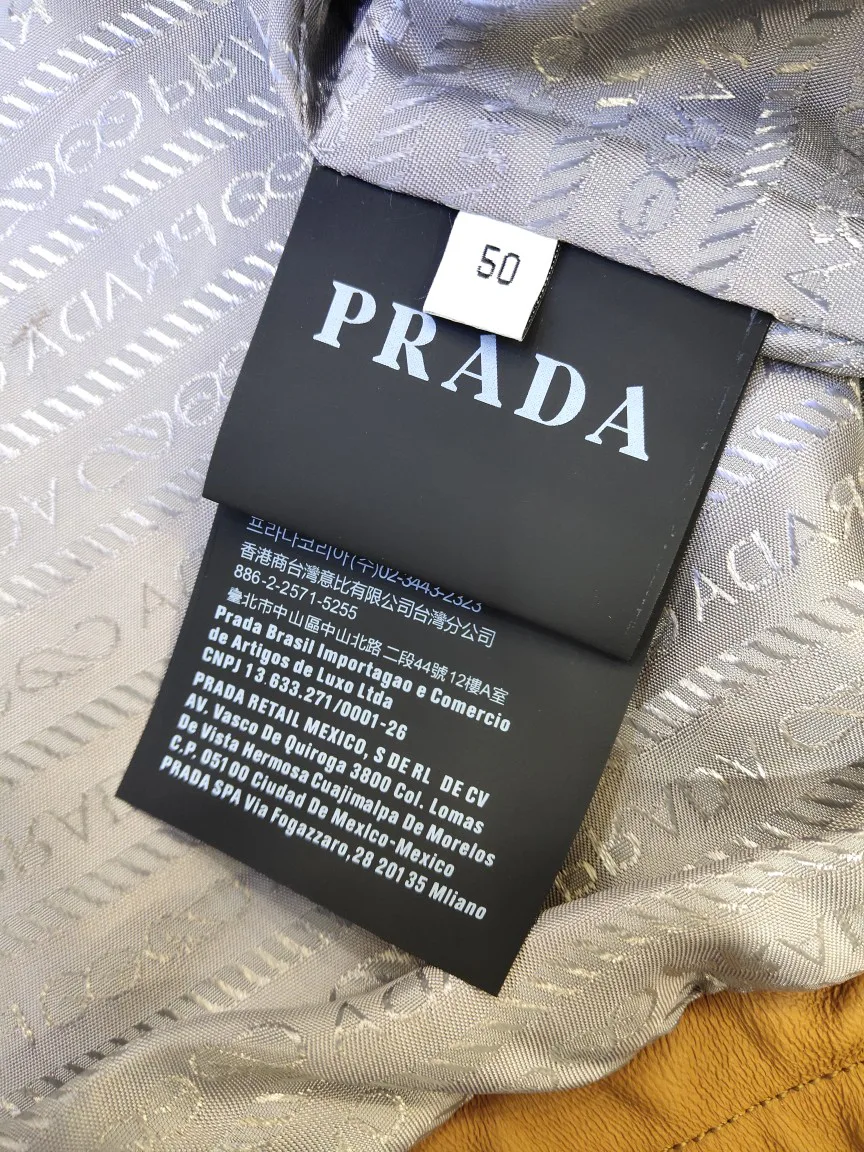 50
PRADA
프라다코리아(주)02-3443-2323
香港商台灣意比有限公司台灣分公司
886-2-2571-5255
臺北市中山區中山北路 二段44號12樓A室
Prada Brasil Importagao e Comercio
de Artigos de Luxo Ltda
CNPJ 13.633.271/0001-26
PRADA RETAIL MEXICO, S DE RL DE CV
AV. Vasco De Quiroga 3800 Col. Lomas
De Vista Hermosa Cuajimalpa De Morelos
C.P. 05100 Ciudad De Mexico-Mexico
PRADA SPA Via Fogazzaro,28 20135 Mliano